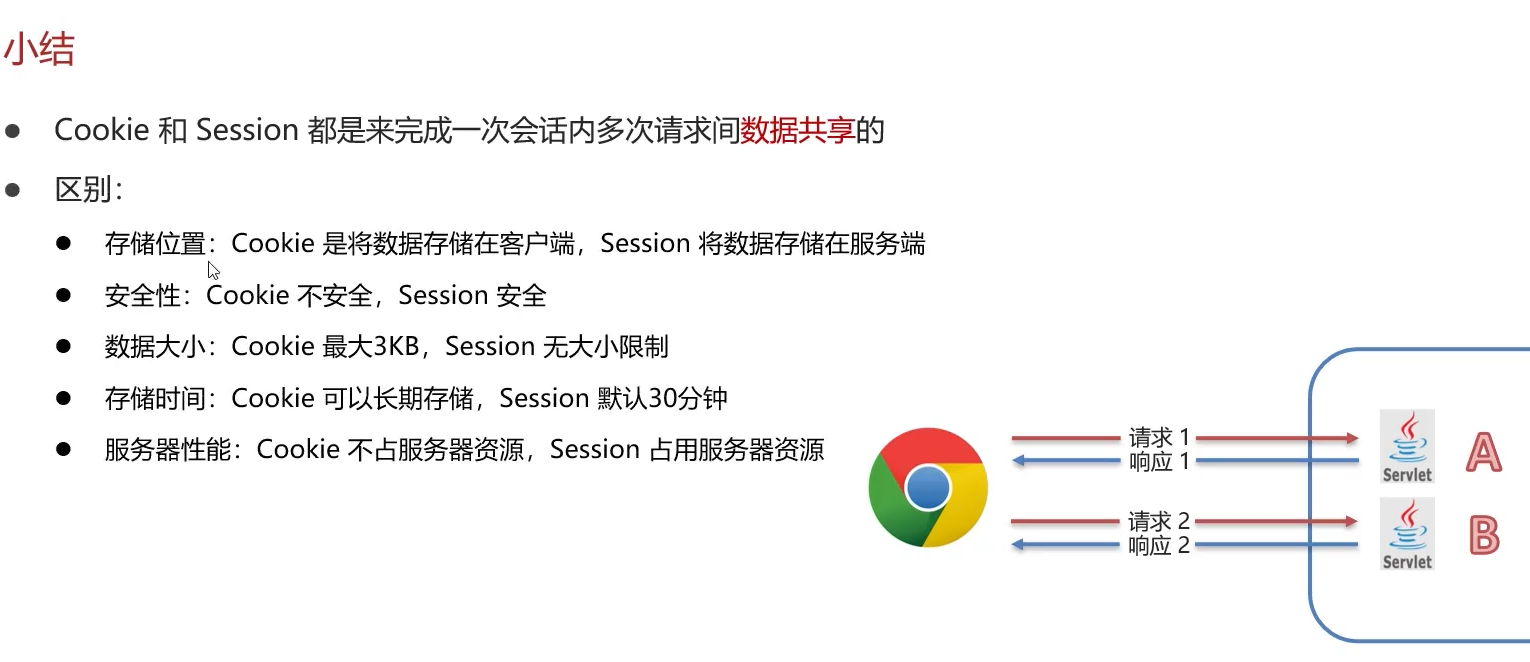 小结
Cookie 和 Session 都是来完成一次会话内多次请求间数据共享的
区别：
存储位置：Cookie 是将数据存储在客户端，Session 将数据存储在服务端
安全性：Cookie 不安全，Session 安全
数据大小：Cookie 最大3KB，Session 无大小限制
存储时间：Cookie 可以长期存储，Session 默认30分钟
服务器性能：Cookie 不占服务器资源，Session 占用服务器资源
请求 1
响应 1
Servlet
A
请求 2
响应 2
Servlet
B